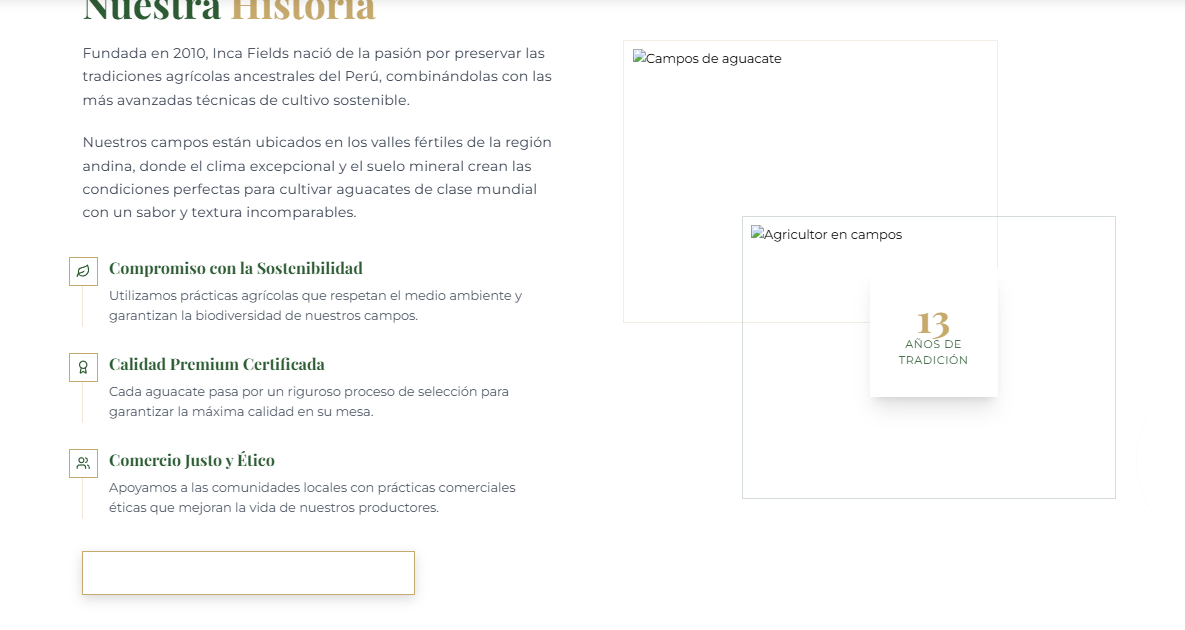 Nuestra Historia
Fundada en 2010, Inca Fields nació de la pasión por preservar las
tradiciones agrícolas ancestrales del Perú, combinándolas con las
más avanzadas técnicas de cultivo sostenible.
Nuestros campos están ubicados en los valles fértiles de la región
andina, donde el clima excepcional y el suelo mineral crean las
condiciones perfectas para cultivar aguacates de clase mundial
con un sabor y textura incomparables.
Compromiso con la Sostenibilidad
Utilizamos prácticas agrícolas que respetan el medio ambiente y
garantizan la biodiversidad de nuestros campos.
Calidad Premium Certificada
Cada aguacate pasa por un riguroso proceso de selección para
garantizar la máxima calidad en su mesa.
Comercio Justo y Ético
Apoyamos a las comunidades locales con prácticas comerciales
éticas que mejoran la vida de nuestros productores.
Campos de aguacate
Agricultor en campos
13
AÑOS DE
TRADICIÓN